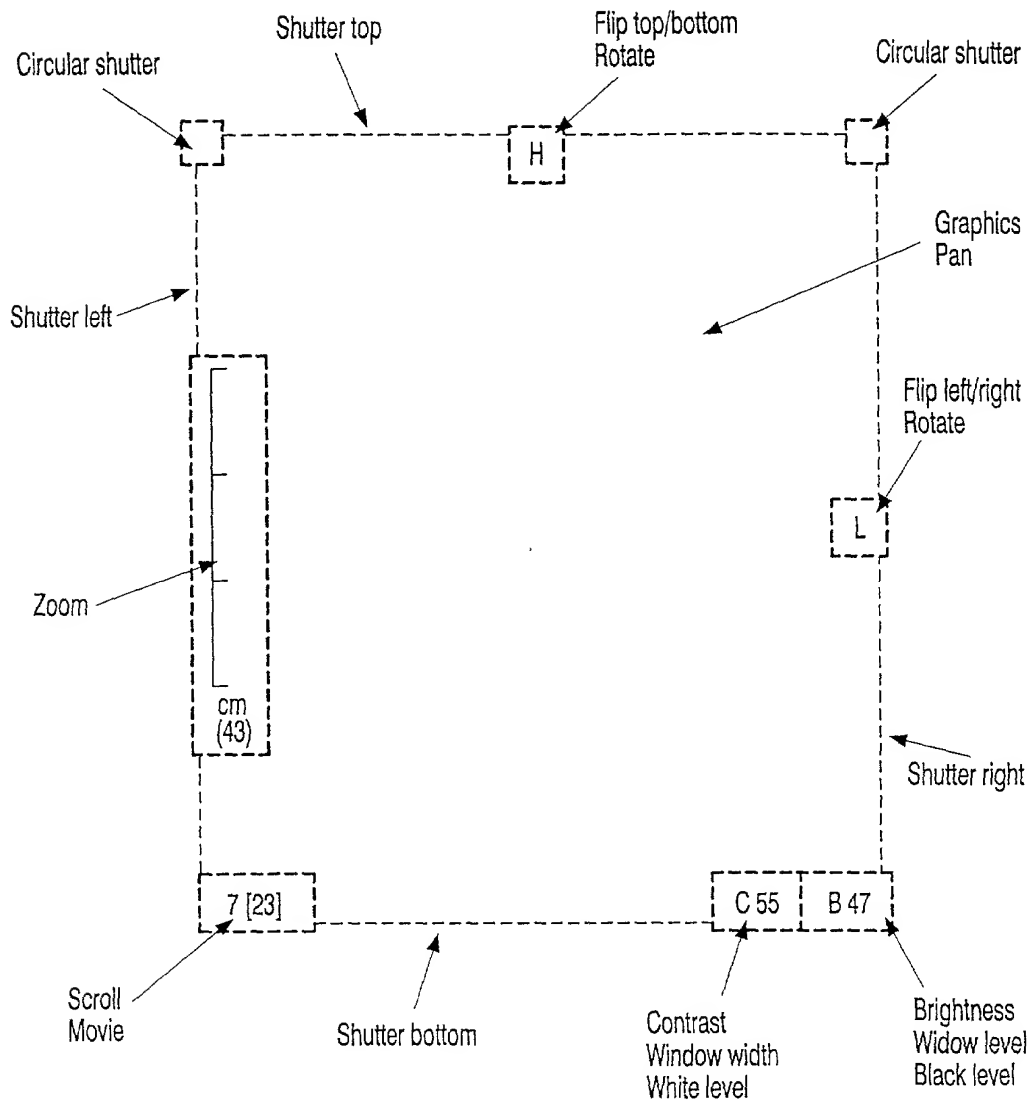 Shutter top
Flip top/bottom
Rotate
Circular shutter
Circular shutter
H
Graphics
Pan
Shutter left
Flip left/right
Rotate
L
Zoom
cm
(43)
Shutter right
7 [23]
C 55
B 47
Scroll
Movie
Shutter bottom
Contrast
Window width
White level
Brightness
Widow level
Black level